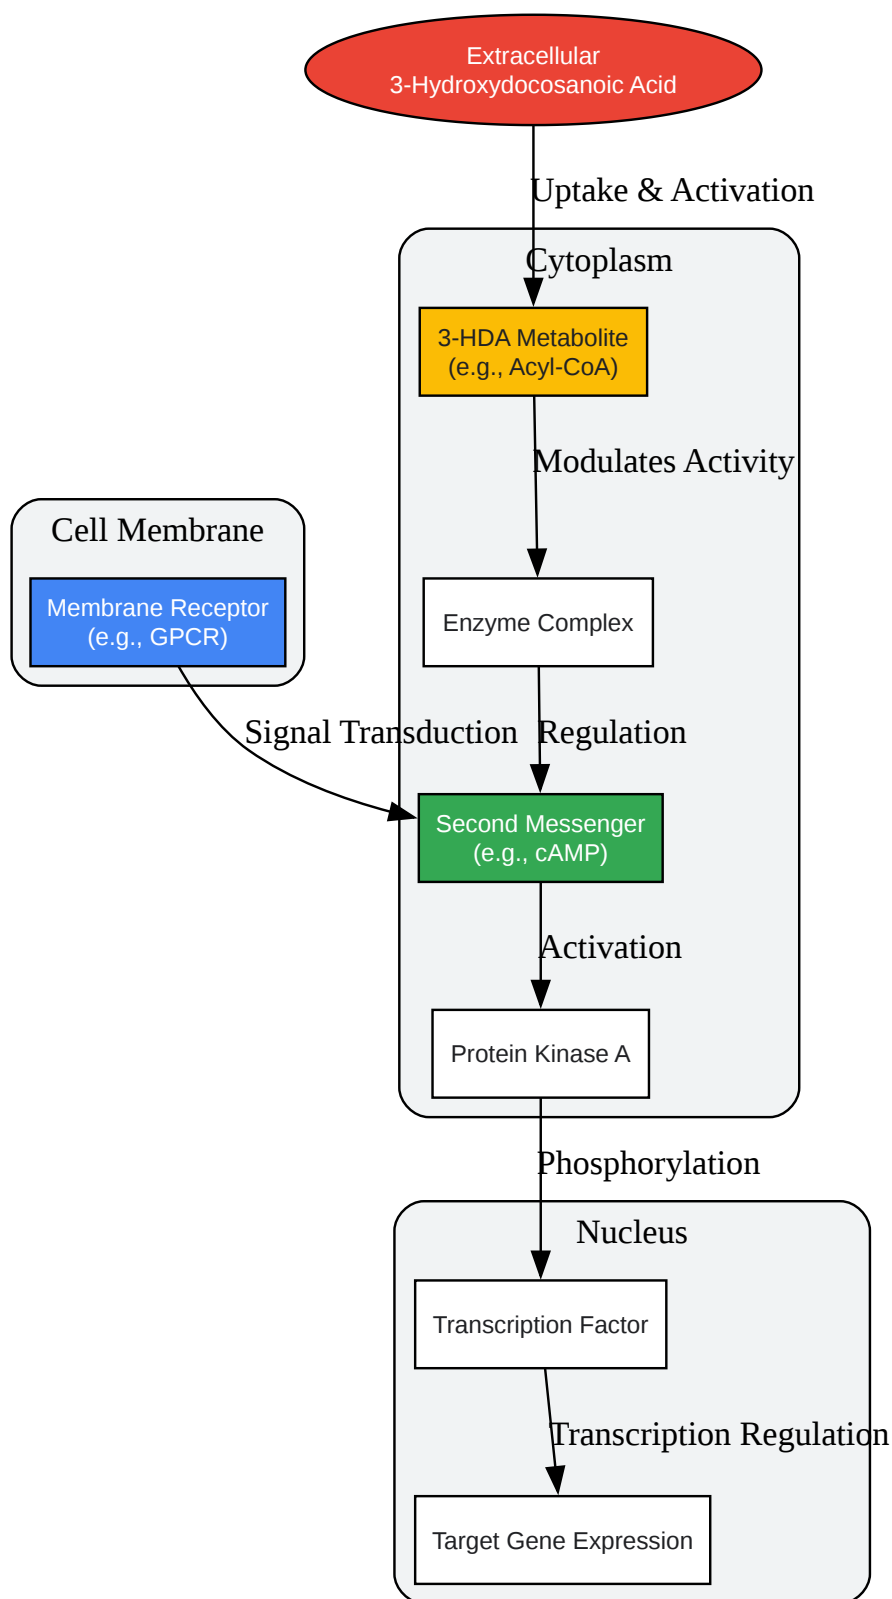 Extracellular
3-Hydroxydocosanoic Acid
Uptake & Activation
Cytoplasm
3-HDA Metabolite
(e.g., Acyl-CoA)
Modulates Activity
Cell Membrane
Membrane Receptor
(e.g., GPCR)
Enzyme Complex
Signal Transduction
Regulation
Second Messenger
(e.g., cAMP)
Activation
Protein Kinase A
Phosphorylation
Nucleus
Transcription Factor
Transcription Regulation
Target Gene Expression